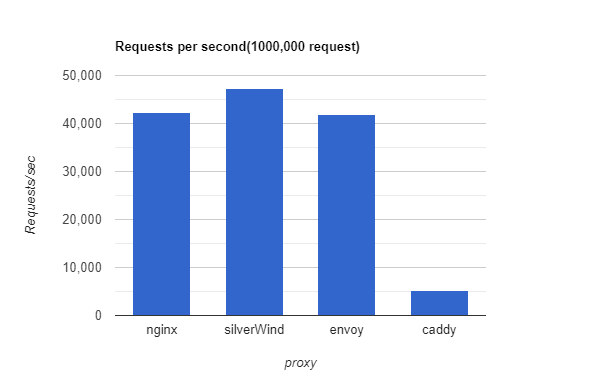 Requests per second(1000,000 request)
50,000
40,000
30,000
20,000
10,000
0
Requests/sec
nginx silverWind envoy caddy
proxy